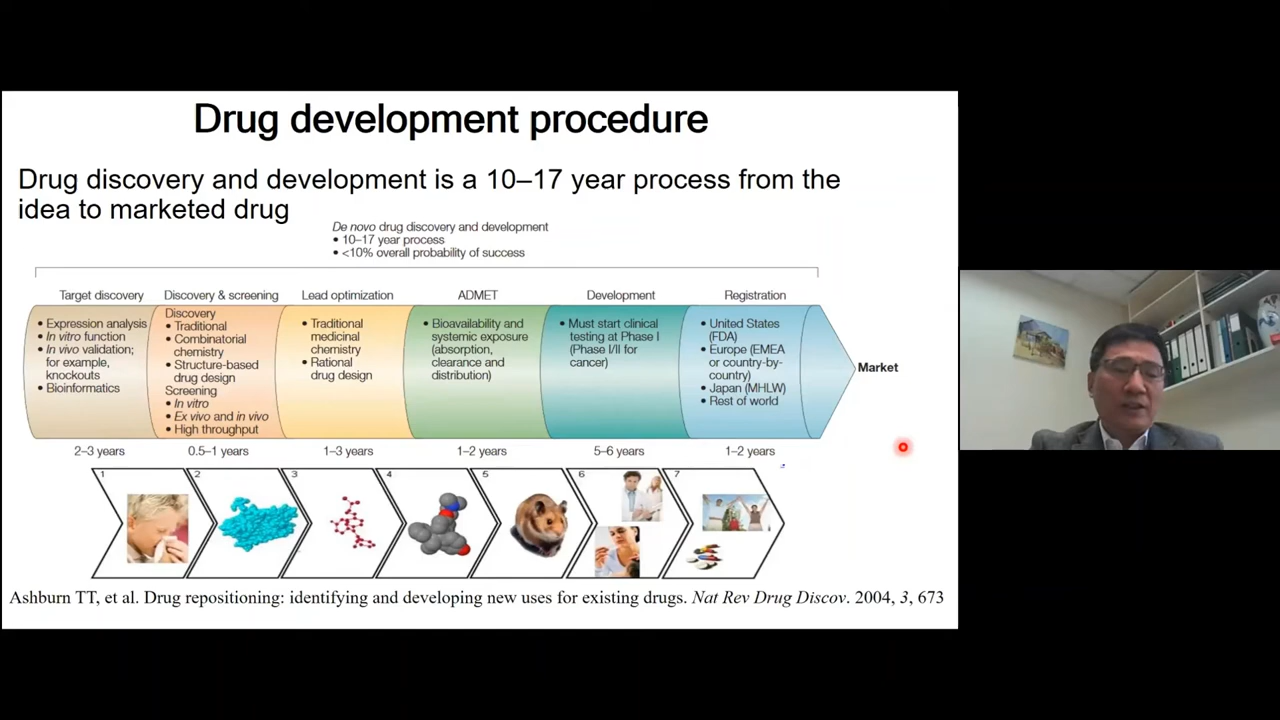 Drug development procedure
Drug discovery and development is a 10–17 year process from the
idea to marketed drug
De novo drug discovery and development
• 10–17 year process
• <10% overall probability of success
Target discovery
• Expression analysis
• In vitro function
• In vivo validation;
for example,
knockouts
• Bioinformatics
2–3 years
Discovery & screening
Discovery
• Traditional
• Combinatorial
chemistry
• Structure-based
drug design
Screening
• In vitro
• Ex vivo and in vivo
• High throughput
0.5–1 years
Lead optimization
• Traditional
medicinal
chemistry
• Rational
drug design
1–3 years
ADMET
• Bioavailability and
systemic exposure
(absorption,
clearance and
distribution)
1–2 years
Development
• Must start clinical
testing at Phase I
(Phase I/II for
cancer)
5–6 years
Registration
• United States
(FDA)
• Europe (EMEA
or country-by-
country)
• Japan (MHLW)
• Rest of world
1–2 years
Market
1
2
3
4
5
6
7
Ashburn TT, et al. Drug repositioning: identifying and developing new uses for existing drugs. Nat Rev Drug Discov. 2004, 3, 673